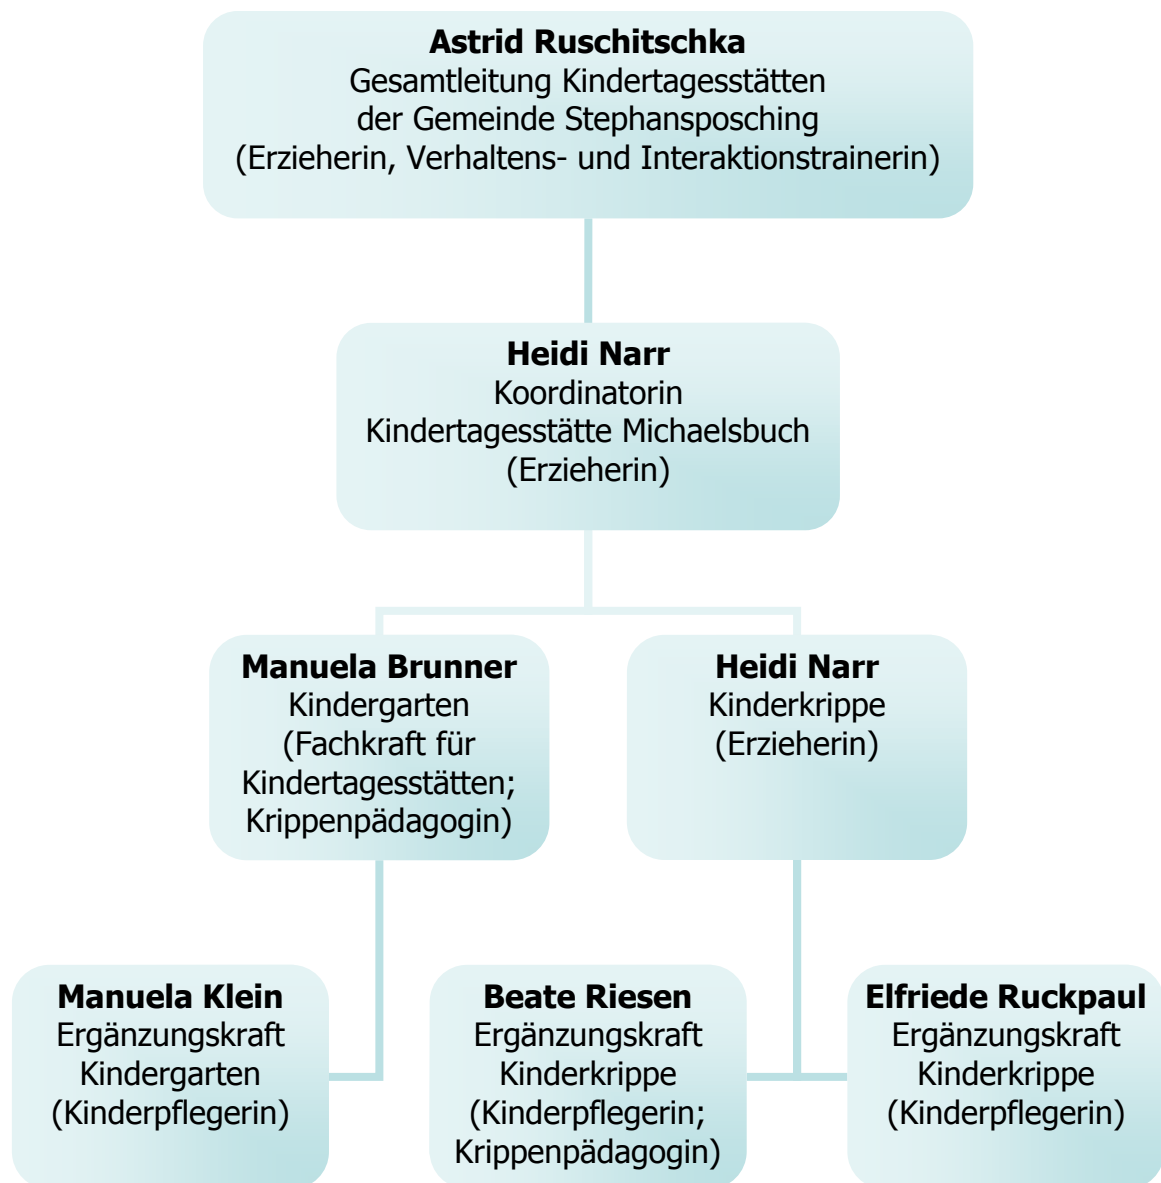 Astrid Ruschitschka
Gesamtleitung Kindertagesstätten
der Gemeinde Stephansposching
(Erzieherin, Verhaltens- und Interaktionstrainerin)
Heidi Narr
Koordinatorin
Kindertagesstätte Michaelsbuch
(Erzieherin)
Manuela Brunner
Kindergarten
(Fachkraft für
Kindertagesstätten;
Krippenpädagogin)
Heidi Narr
Kinderkrippe
(Erzieherin)
Manuela Klein
Ergänzungskraft
Kindergarten
(Kinderpflegerin)
Beate Riesen
Ergänzungskraft
Kinderkrippe
(Kinderpflegerin;
Krippenpädagogin)
Elfriede Ruckpaul
Ergänzungskraft
Kinderkrippe
(Kinderpflegerin)